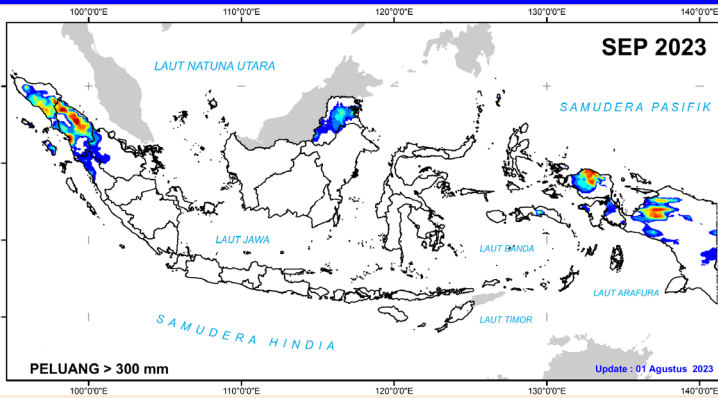 100°0'0"E 110°0'0"E 120°0'0"E 130°0'0"E 140°0'0"E
SEP 2023
LAUT NATUNA UTARA
SAMUDERA PASIFIK
LAUT JAWA
LAUT BANDA
LAUT ARAFURA
SAMUDERA HINDIA
LAUT TIMOR
PELUANG > 300 mm
Update : 01 Agustus 2023
100°0'0"E 110°0'0"E 120°0'0"E 130°0'0"E 140°0'0"E